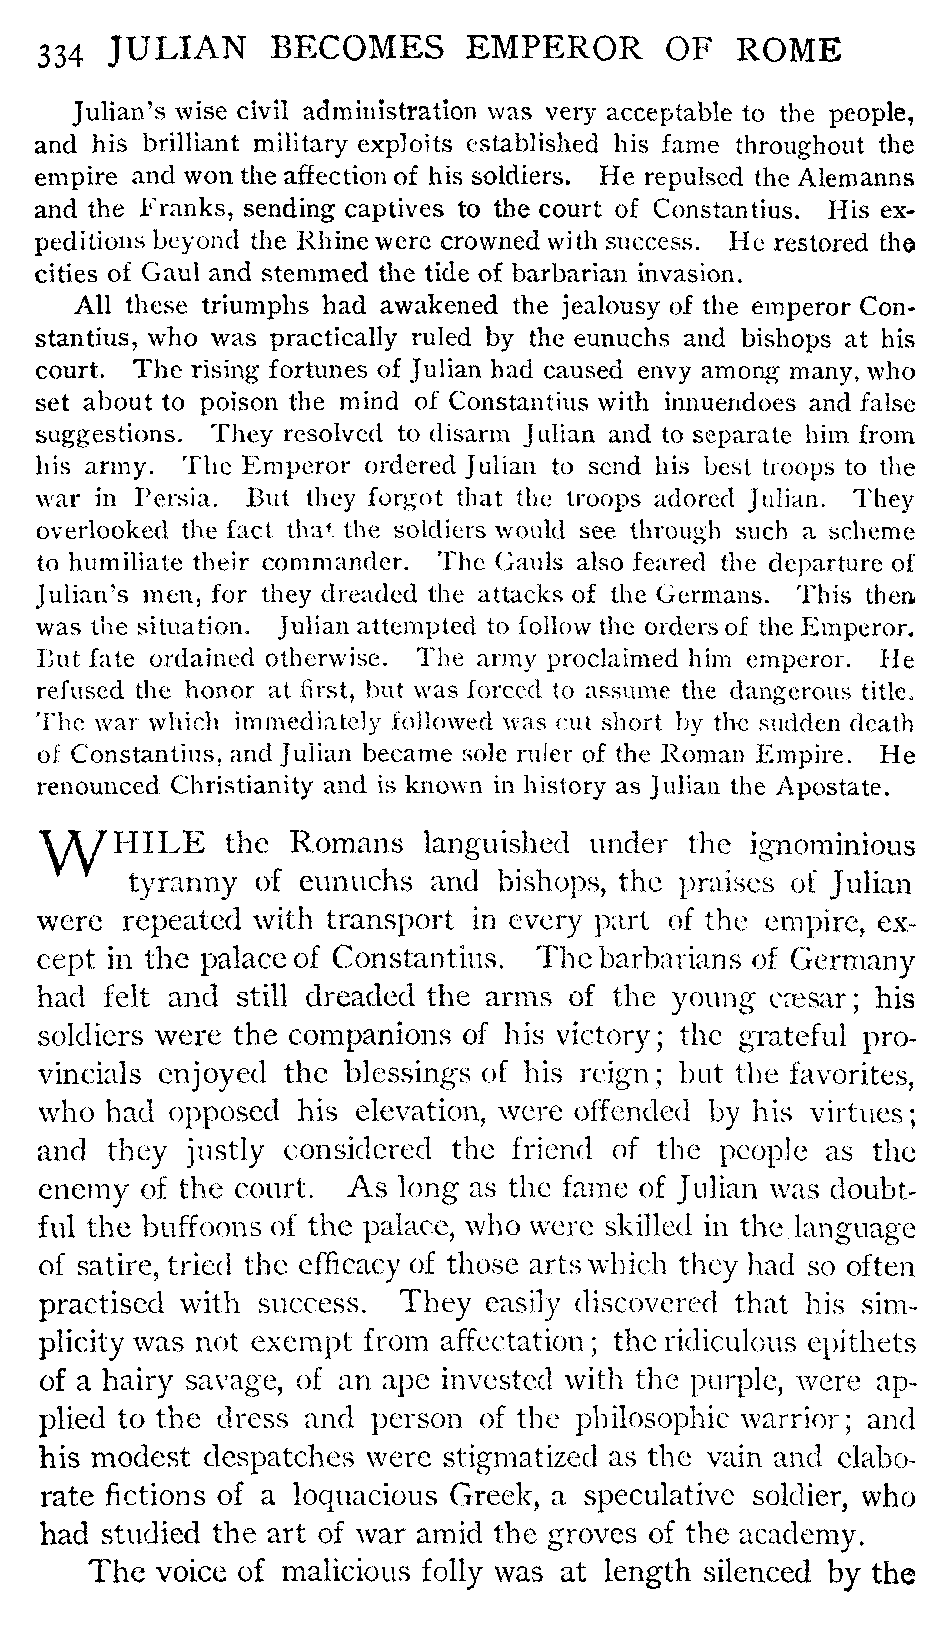 334 JULIAN BECOMES EMPEROR OF ROME
Julian's wise civil administration was very acceptable to the people,
and his brilliant military exploits established his fame throughout the
empire and won the affection of his soldiers. He repulsed the Alemanns
and the Franks, sending captives to the court of Constantius. His ex-
peditions beyond the Rhine were crowned with success. He restored the
cities of Gaul and stemmed the tide of barbarian invasion.
All these triumphs had awakened the jealousy of the emperor Con-
stantius, who was practically ruled by the eunuchs and bishops at his
court. The rising fortunes of Julian had caused envy among many, who
set about to poison the mind of Constantius with innuendoes and false
suggestions. They resolved to disarm Julian and to separate him from
his army. The Emperor ordered Julian to send his best troops to the
war in Persia. But they forgot that the troops adored Julian. They
overlooked the fact that the soldiers would see through such a scheme
to humiliate their commander. The Gauls also feared the departure of
Julian's men, for they dreaded the attacks of the Germans. This then
was the situation. Julian attempted to follow the orders of the Emperor.
But fate ordained otherwise. The army proclaimed him emperor. He
refused the honor at first, but was forced to assume the dangerous title.
The war which immediately followed was cut short by the sudden death
of Constantius, and Julian became sole ruler of the Roman Empire. He
renounced Christianity and is known in history as Julian the Apostate.
WHILE the Romans languished under the ignominious
tyranny of eunuchs and bishops, the praises of Julian
were repeated with transport in every part of the empire, ex-
cept in the palace of Constantius. The barbarians of Germany
had felt and still dreaded the arms of the young cæsar; his
soldiers were the companions of his victory; the grateful pro-
vincials enjoyed the blessings of his reign; but the favorites,
who had opposed his elevation, were offended by his virtues;
and they justly considered the friend of the people as the
enemy of the court. As long as the fame of Julian was doubt-
ful the buffoons of the palace, who were skilled in the language
of satire, tried the efficacy of those arts which they had so often
practised with success. They easily discovered that his sim-
plicity was not exempt from affectation; the ridiculous epithets
of a hairy savage, of an ape invested with the purple, were ap-
plied to the dress and person of the philosophic warrior; and
his modest despatches were stigmatized as the vain and elabo-
rate fictions of a loquacious Greek, a speculative soldier, who
had studied the art of war amid the groves of the academy.
The voice of malicious folly was at length silenced by the